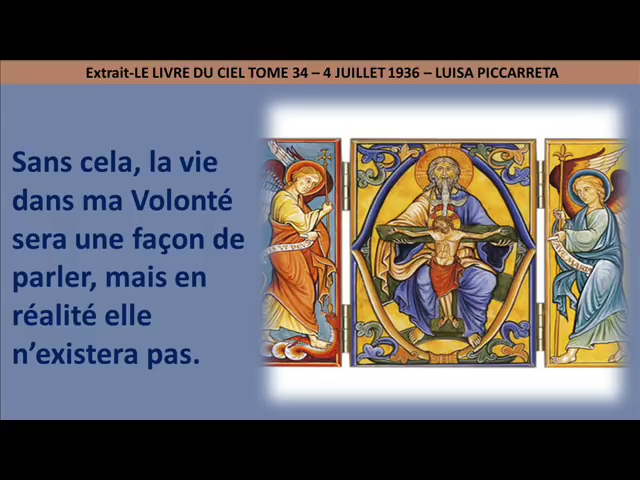 Extrait-LE LIVRE DU CIEL TOME 34 – 4 JUILLET 1936 – LUISA PICCARRETA
Sans cela, la vie
dans ma Volonté
sera une façon de
parler, mais en
réalité elle
n’existera pas.